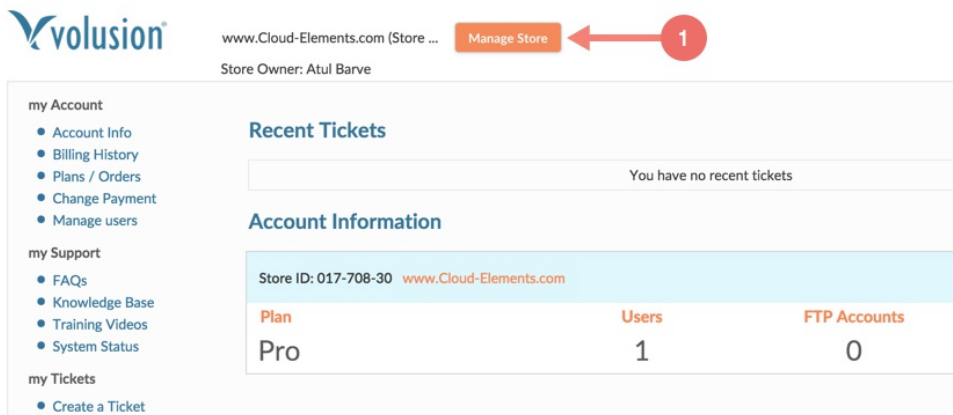 volusion
www.Cloud-Elements.com (Store ...
Manage Store
1
Store Owner: Atul Barve
my Account
Account Info
Billing History
Plans / Orders
Change Payment
Manage users
my Support
FAQs
Knowledge Base
Training Videos
System Status
my Tickets
Create a Ticket
Recent Tickets
You have no recent tickets
Account Information
Store ID: 017-708-30 www.Cloud-Elements.com
Plan Users FTP Accounts
Pro 1 0